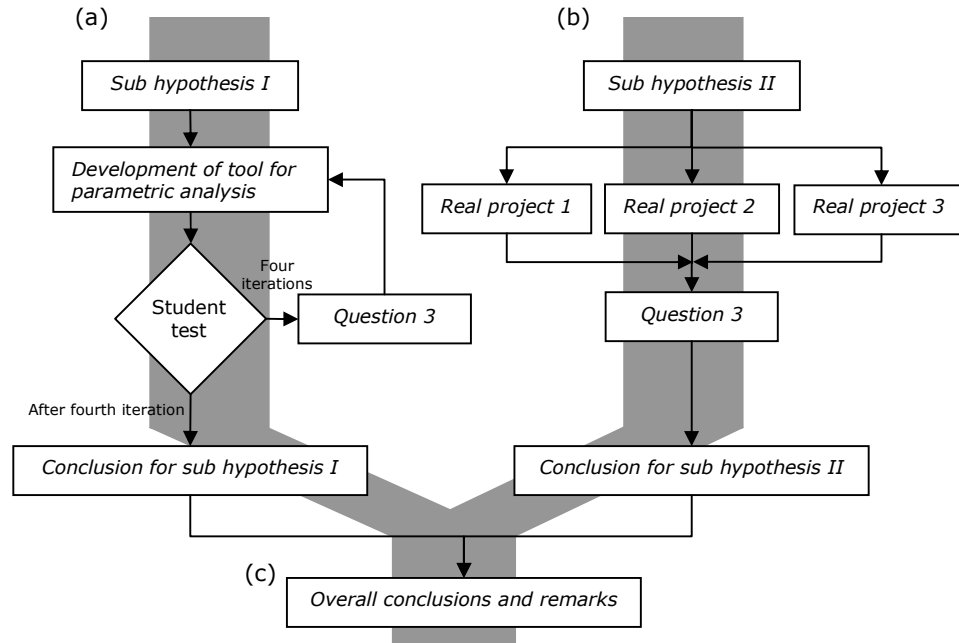 (a)
Sub hypothesis I
Development of tool for
parametric analysis
Student
test
Four
iterations
Question 3
After fourth iteration
Conclusion for sub hypothesis I
(b)
Sub hypothesis II
Real project 1
Real project 2
Real project 3
Question 3
Conclusion for sub hypothesis II
(c)
Overall conclusions and remarks